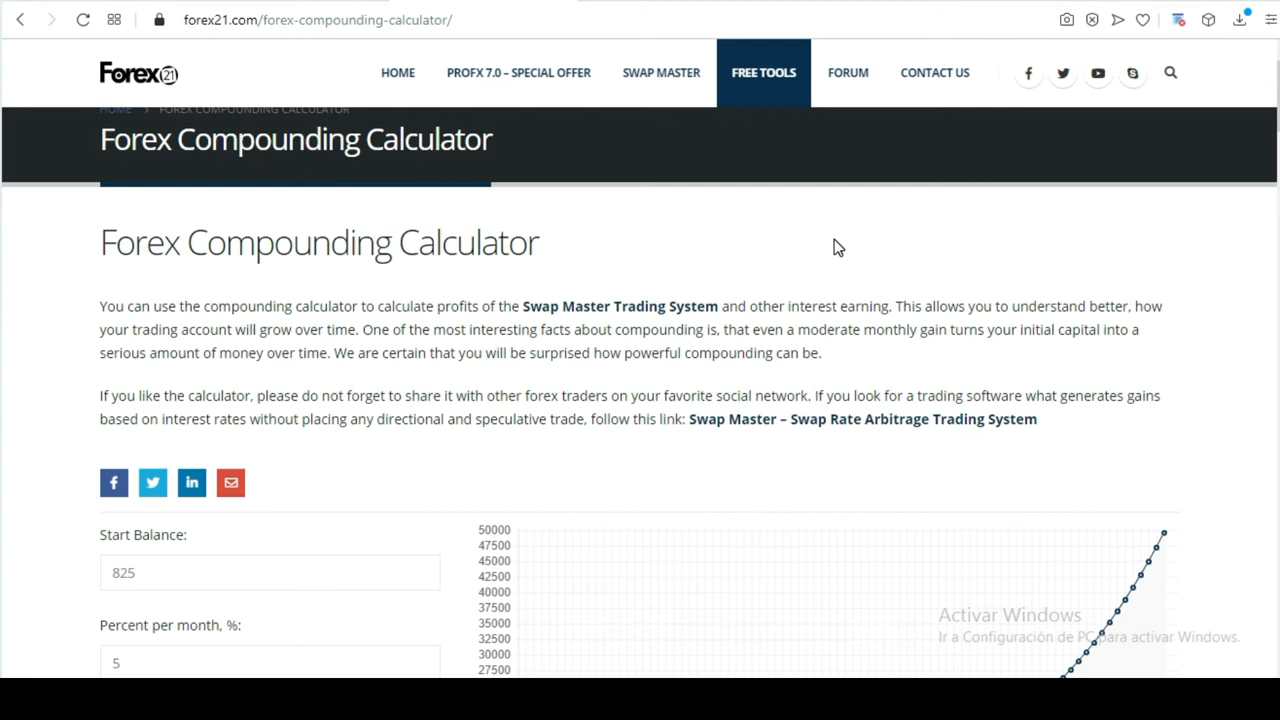 forex21.com/forex-compounding-calculator/
Forex 21
HOME
PROFX 7.0 – SPECIAL OFFER
SWAP MASTER
FREE TOOLS
FORUM
CONTACT US
HOME > FOREX COMPOUNDING CALCULATOR
Forex Compounding Calculator
Forex Compounding Calculator
You can use the compounding calculator to calculate profits of the Swap Master Trading System and other interest earning. This allows you to understand better, how
your trading account will grow over time. One of the most interesting facts about compounding is, that even a moderate monthly gain turns your initial capital into a
serious amount of money over time. We are certain that you will be surprised how powerful compounding can be.
If you like the calculator, please do not forget to share it with other forex traders on your favorite social network. If you look for a trading software what generates gains
based on interest rates without placing any directional and speculative trade, follow this link: Swap Master – Swap Rate Arbitrage Trading System
Start Balance:
825
Percent per month, %:
5
50000
47500
45000
42500
40000
37500
35000
32500
30000
27500
Activar Windows
Ir a Configuración de PC para activar Windows.